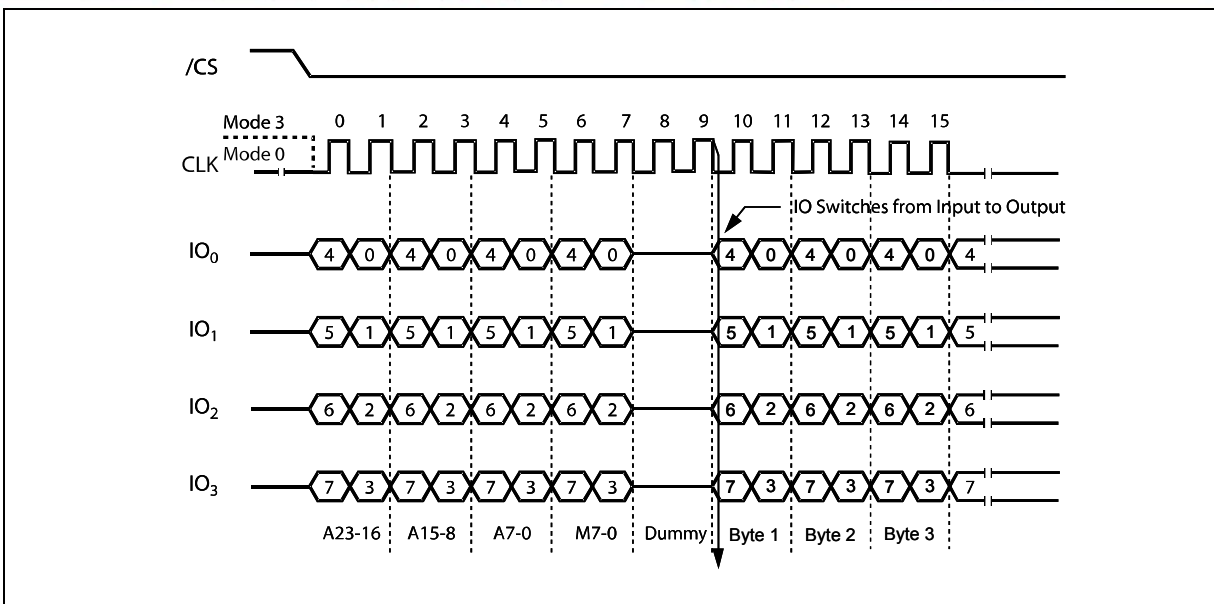 /CS
Mode 3 0 1 2 3 4 5 6 7 8 9 10 11 12 13 14 15
Mode 0
CLK
IO Switches from Input to Output
IO0 4 0 4 0 4 0 4 0 4 0 4 0 4 0 4
IO1 5 1 5 1 5 1 5 1 5 1 5 1 5 1 5
IO2 6 2 6 2 6 2 6 2 6 2 6 2 6 2 6
IO3 7 3 7 3 7 3 7 3 7 3 7 3 7 3 7
A23-16 A15-8 A7-0 M7-0 Dummy Byte 1 Byte 2 Byte 3